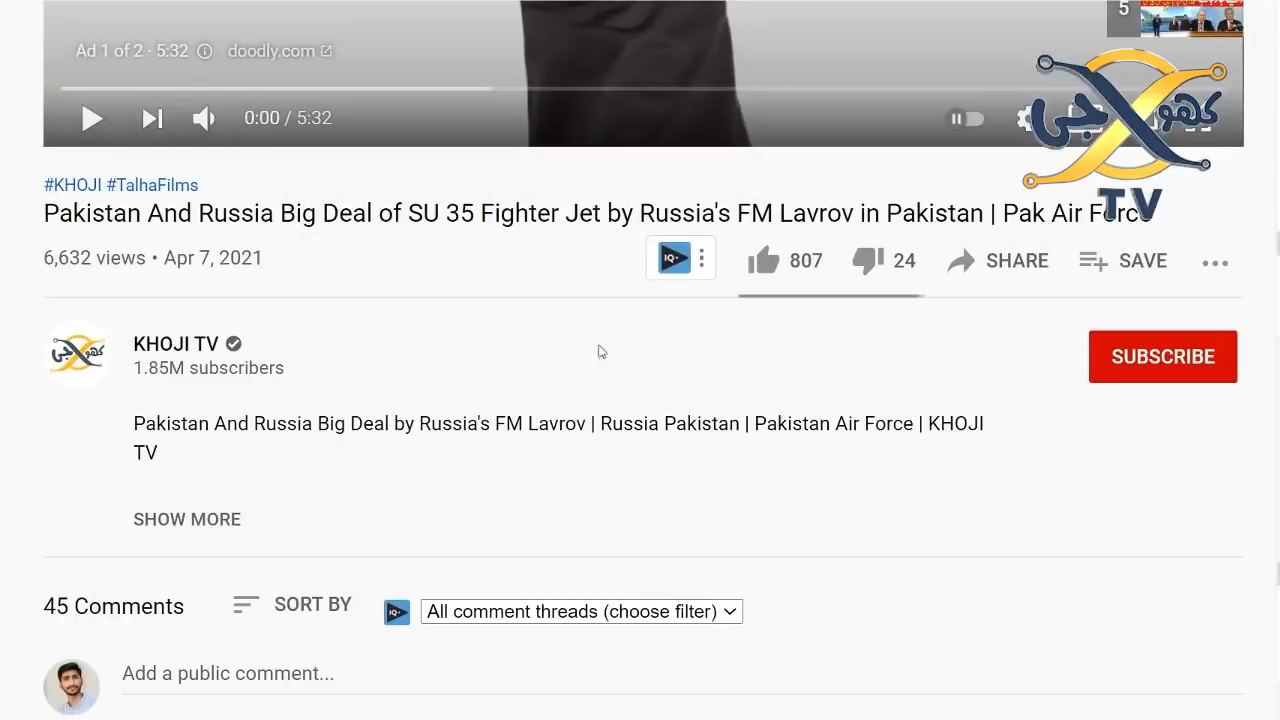 5
Ad 1 of 2 · 5:32 doodly.com
0:00 / 5:32
کھوجی
TV
#KHOJI #TalhaFilms
Pakistan And Russia Big Deal of SU 35 Fighter Jet by Russia's FM Lavrov in Pakistan | Pak Air Force
6,632 views • Apr 7, 2021
IQ
807
24
SHARE
SAVE
کھوجی
KHOJI TV
1.85M subscribers
SUBSCRIBE
Pakistan And Russia Big Deal by Russia's FM Lavrov | Russia Pakistan | Pakistan Air Force | KHOJI
TV
SHOW MORE
45 Comments
SORT BY
IQ
All comment threads (choose filter)
Add a public comment...